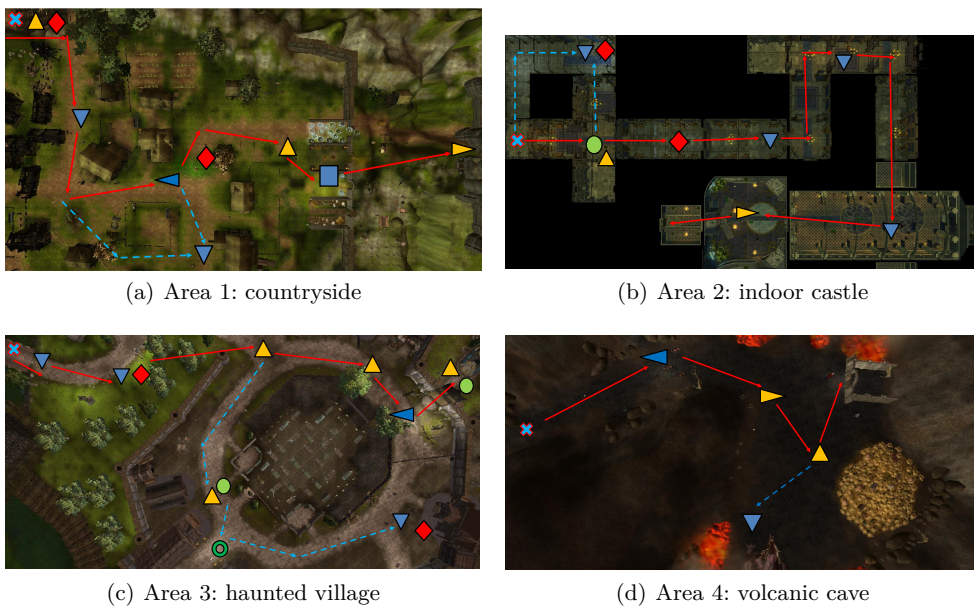 (a) Area 1: countryside
(b) Area 2: indoor castle
(c) Area 3: haunted village
(d) Area 4: volcanic cave